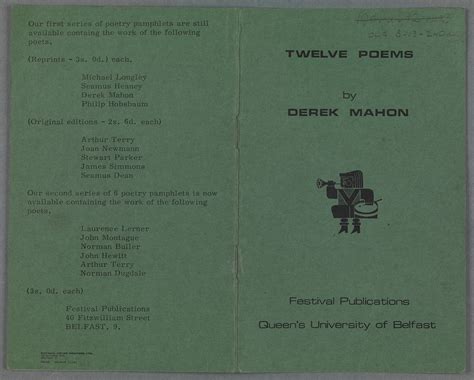 Our first series of poetry pamphlets are still
available containg the work of the following
poets.
(Reprints - 3s. 0d.) each.
Michael Longley
Seamus Heaney
Derek Mahon
Philip Hobsbaum
(Original editions - 2s. 6d. each)
Arthur Terry
Joan Newmann
Stewart Parker
James Simmons
Seamus Dean
Our second series of 6 poetry pamphlets is now
available containing the work of the following
poets.
Laurence Lerner
John Montague
Norman Buller
John Hewitt
Arthur Terry
Norman Dugdale
(3s. 0d. each)
Festival Publications
40 Fitzwilliam Street
BELFAST, 9.
TWELVE POEMS
by
DEREK MAHON
Festival Publications
Queen's University of Belfast